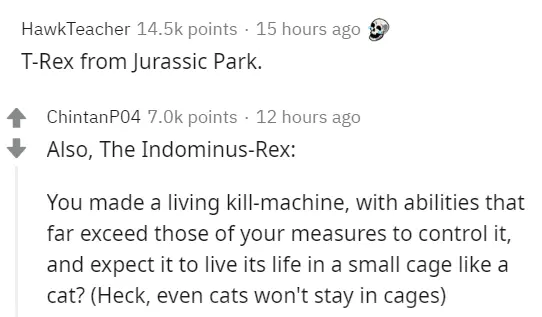 HawkTeacher 14.5k points · 15 hours ago
T-Rex from Jurassic Park.
ChintanP04 7.0k points · 12 hours ago
Also, The Indominus-Rex:
You made a living kill-machine, with abilities that
far exceed those of your measures to control it,
and expect it to live its life in a small cage like a
cat? (Heck, even cats won't stay in cages)